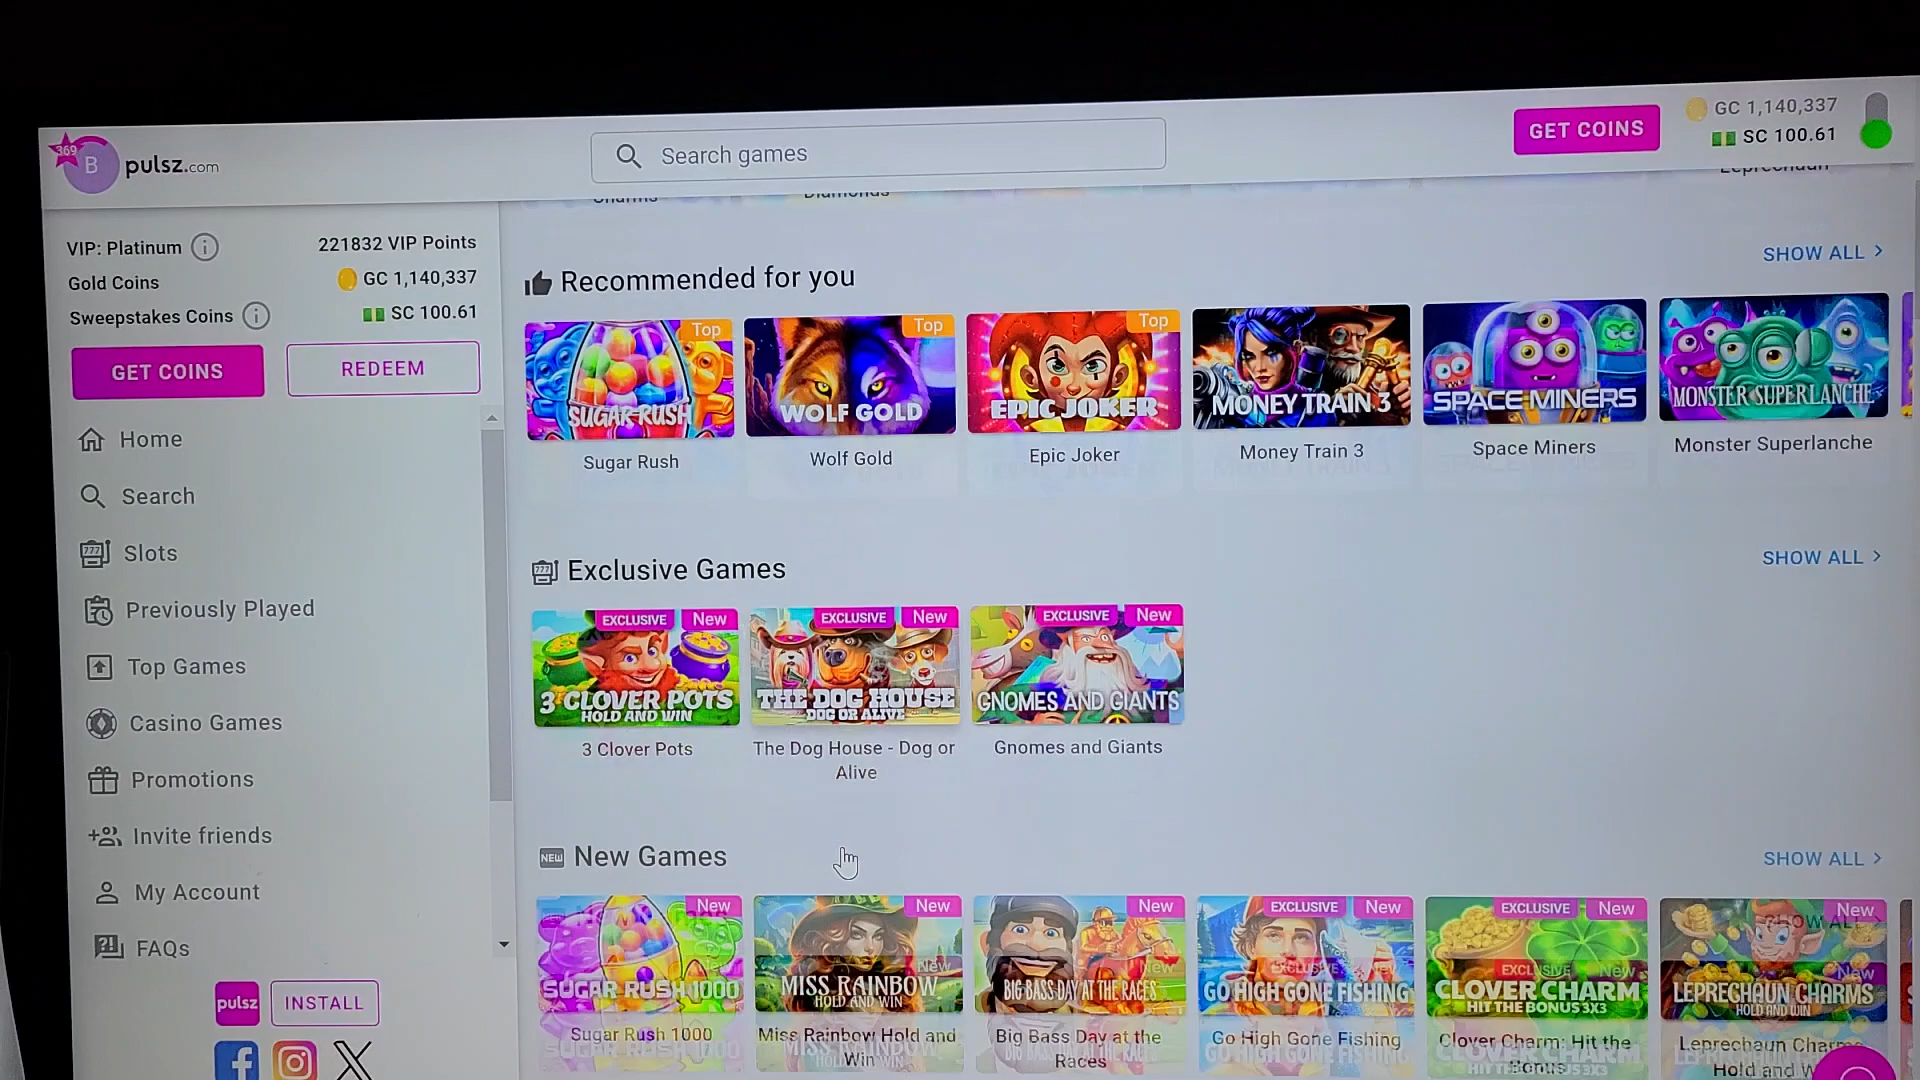 369
B
pulsz.com
Search games
GET COINS
GC 1,140,337
SC 100.61
VIP: Platinum
221832 VIP Points
Gold Coins
GC 1,140,337
Sweepstakes Coins
SC 100.61
GET COINS
REDEEM
Home
Search
Slots
Previously Played
Top Games
Casino Games
Promotions
Invite friends
My Account
FAQs
pulsz
INSTALL
Charms
Diamonds
Leprechaun
Recommended for you
SHOW ALL
Top
Top
Top
SUGAR RUSH
WOLF GOLD
EPIC JOKER
MONEY TRAIN 3
SPACE MINERS
MONSTER SUPERLANCHE
Sugar Rush
Wolf Gold
Epic Joker
Money Train 3
Space Miners
Monster Superlanche
Exclusive Games
SHOW ALL
EXCLUSIVE New
EXCLUSIVE New
EXCLUSIVE New
3 CLOVER POTS
HOLD AND WIN
THE DOG HOUSE
DOG OR ALIVE
GNOMES AND GIANTS
3 Clover Pots
The Dog House - Dog or
Alive
Gnomes and Giants
NEW
New Games
SHOW ALL
New
New
New
EXCLUSIVE New
EXCLUSIVE New
New
SUGAR RUSH 1000
MISS RAINBOW
HOLD AND WIN
BIG BASS DAY AT THE RACES
GO HIGH GONE FISHING
CLOVER CHARM
HIT THE BONUS 3X3
LEPRECHAUN CHARMS
HOLD AND WIN
Sugar Rush 1000
Miss Rainbow Hold and
Win
Big Bass Day at the
Races
Go High Gone Fishing
Clover Charm: Hit the
Bonus
Leprechaun Charms
Hold and